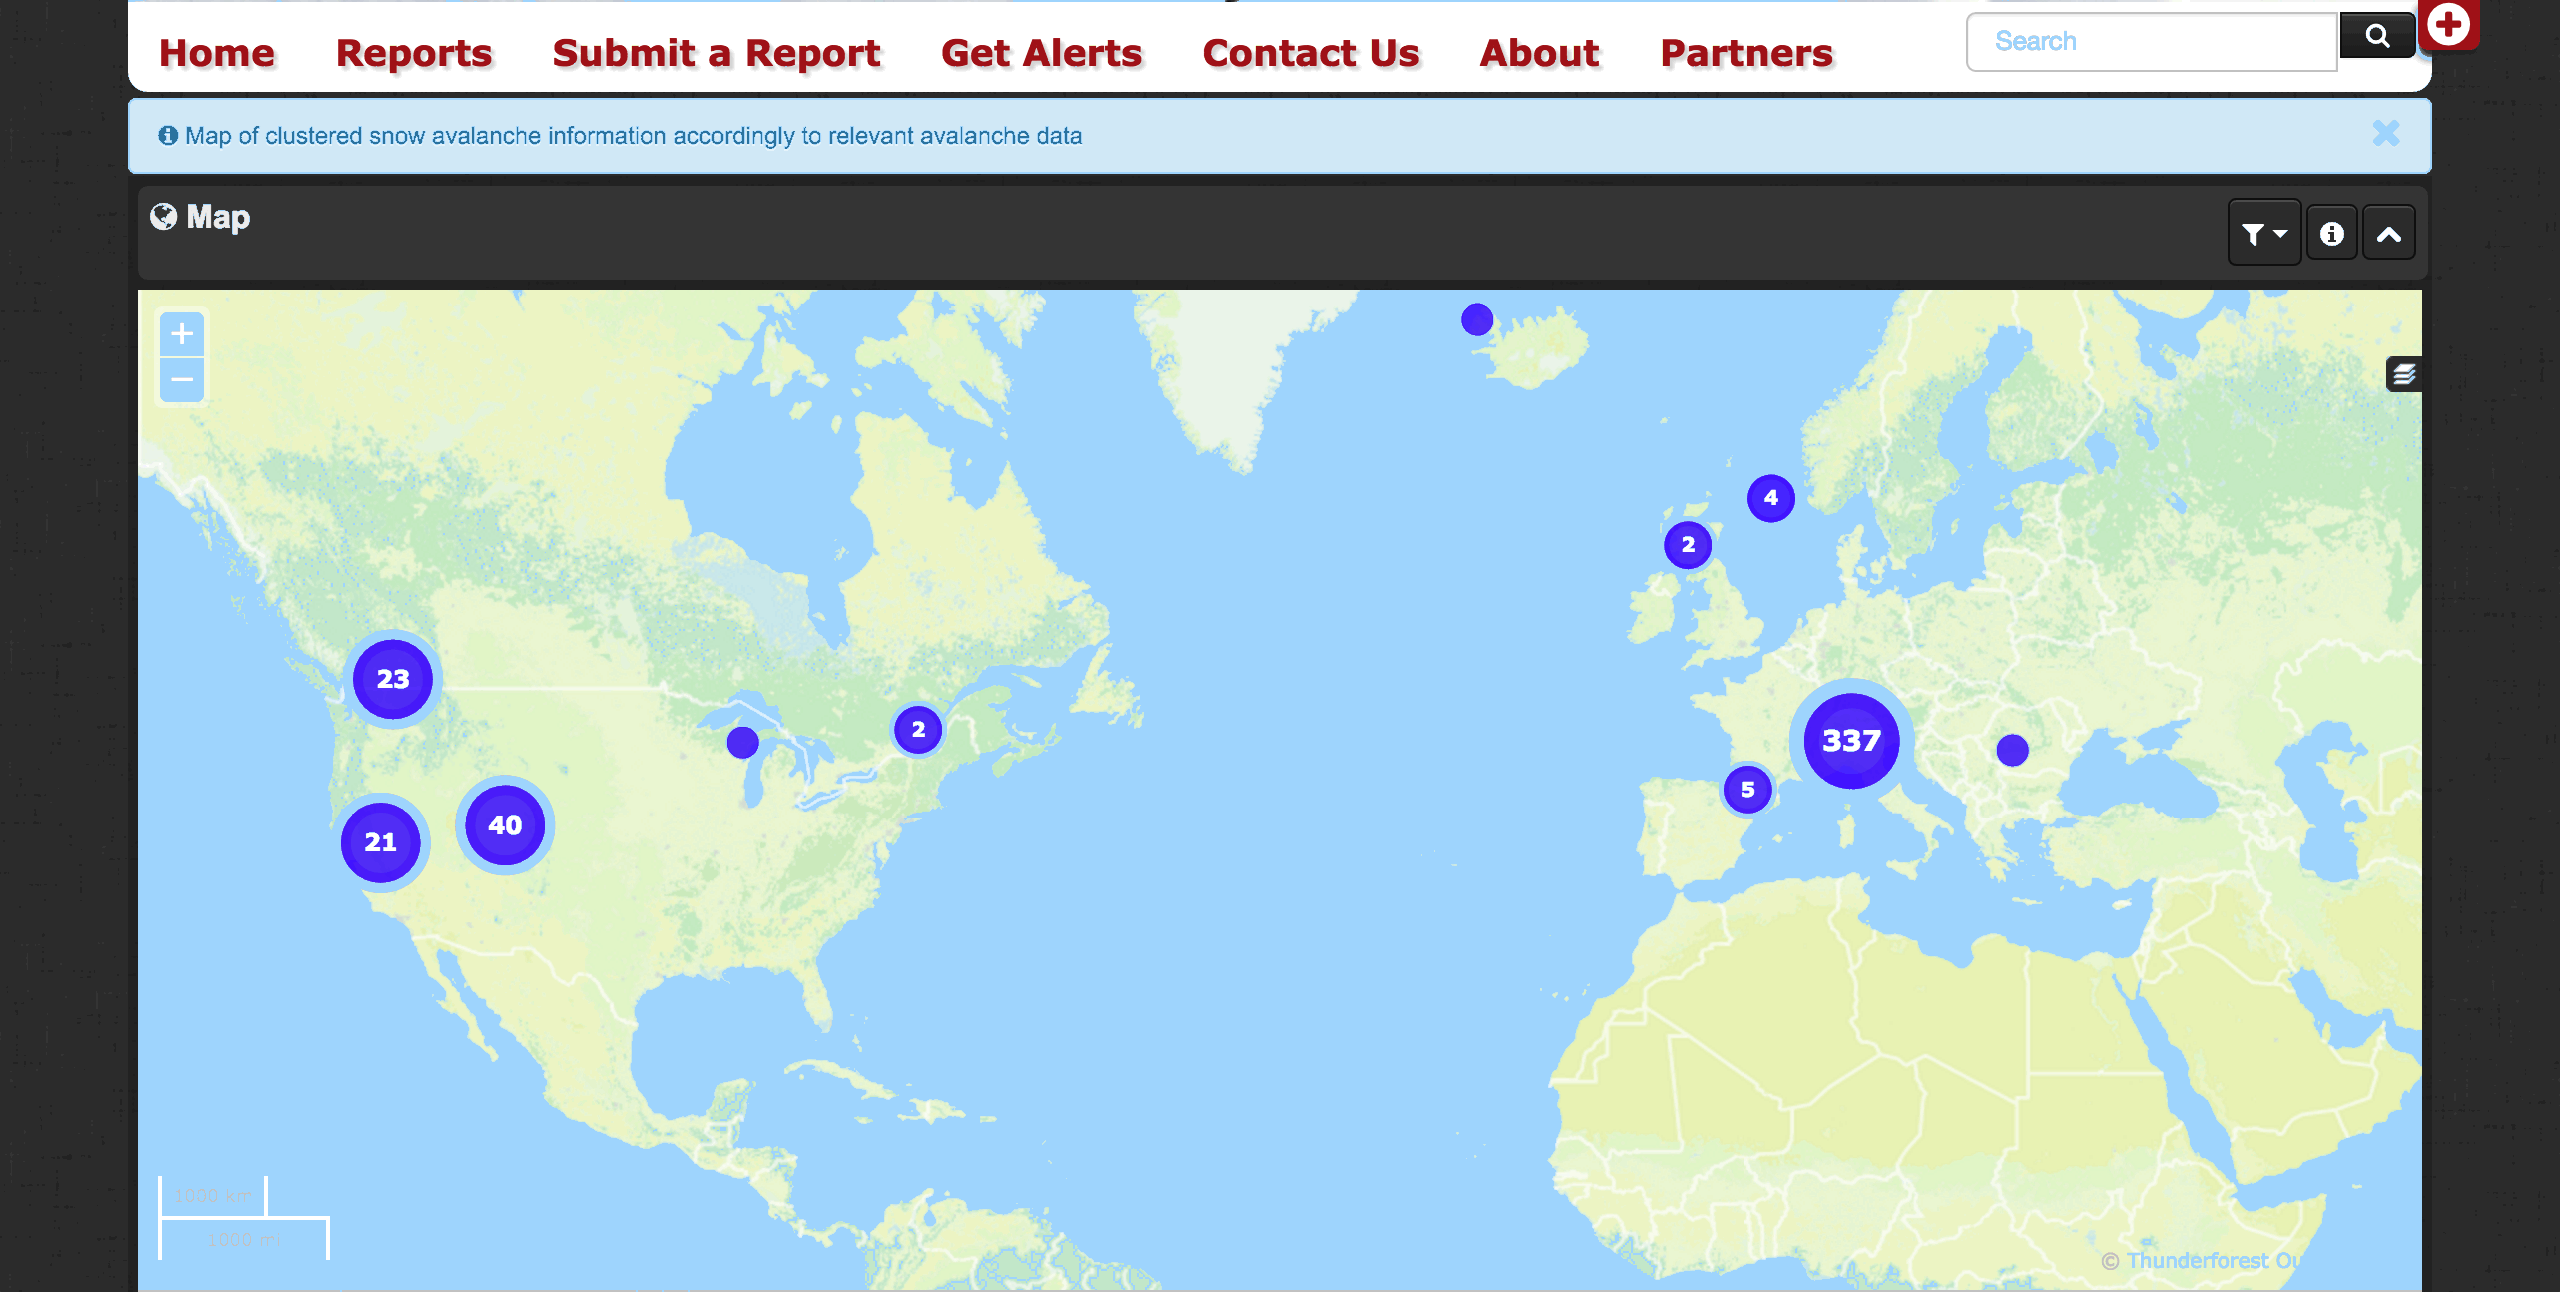 Home Reports Submit a Report Get Alerts Contact Us About Partners Search
Map of clustered snow avalanche information accordingly to relevant avalanche data
Map
+
−
4
2
23
2
337
5
40
21
1000 km
1000 mi
© Thunderforest Ou